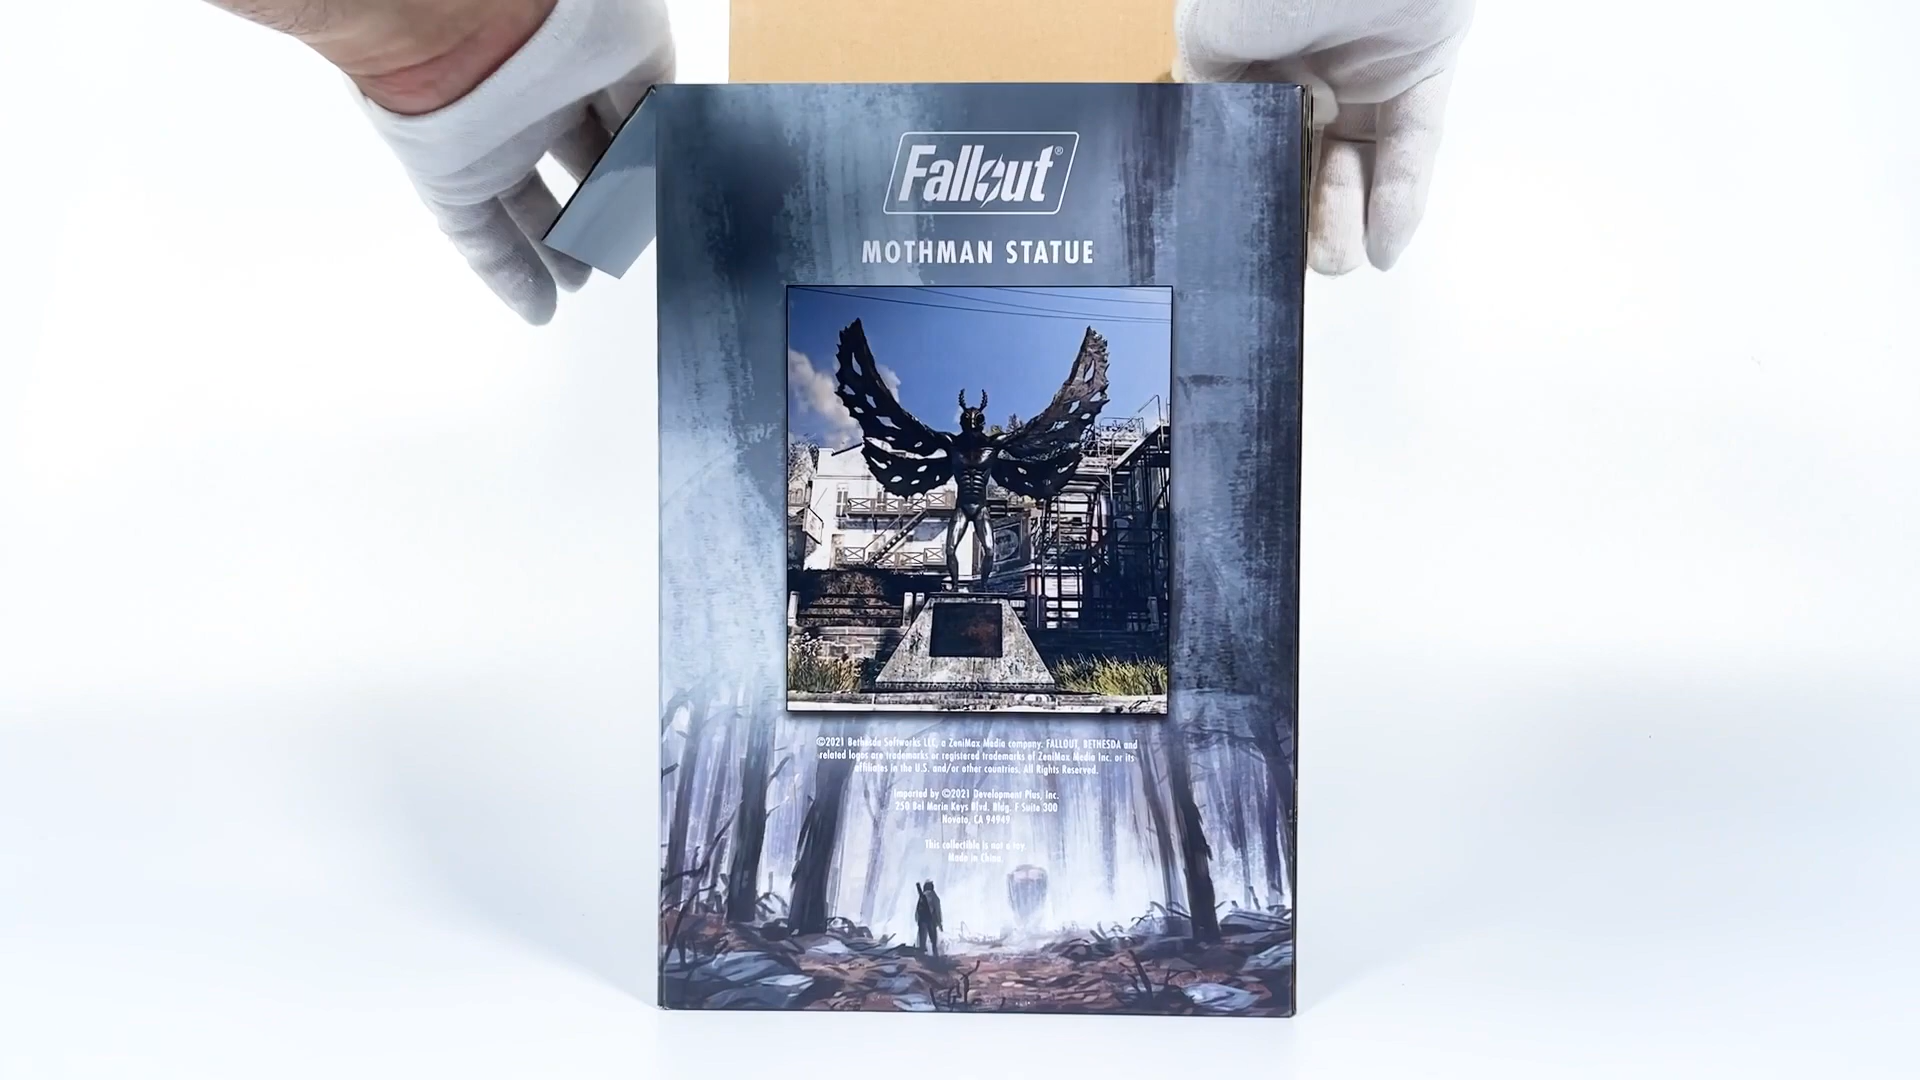 Fallout®
MOTHMAN STATUE
©2021 Bethesda Softworks LLC, a ZeniMax Media company. FALLOUT, BETHESDA and
related logos are trademarks or registered trademarks of ZeniMax Media Inc. or its
affiliates in the U.S. and/or other countries. All Rights Reserved.
Imported by ©2021 Development Plus, Inc.
250 Bel Marin Keys Blvd. Bldg. F Suite 300
Novato, CA 94949
This collectible is not a toy.
Made in China.